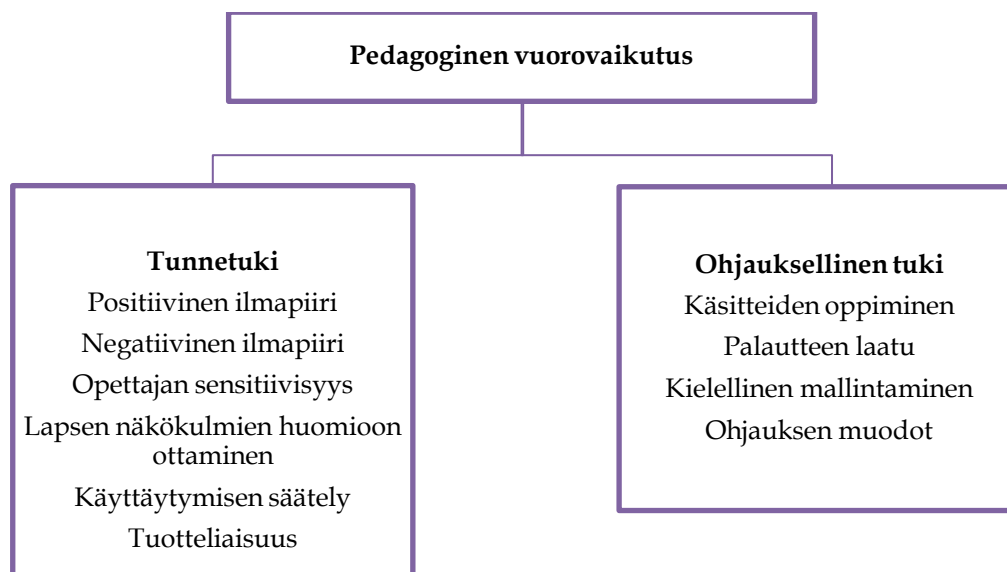 Pedagoginen vuorovaikutus
Tunnetuki
Positiivinen ilmapiiri
Negatiivinen ilmapiiri
Opettajan sensitiivisyys
Lapsen näkökulmien huomioon
ottaminen
Käyttäytymisen säätely
Tuotteliaisuus
Ohjauksellinen tuki
Käsitteiden oppiminen
Palautteen laatu
Kielellinen mallintaminen
Ohjauksen muodot